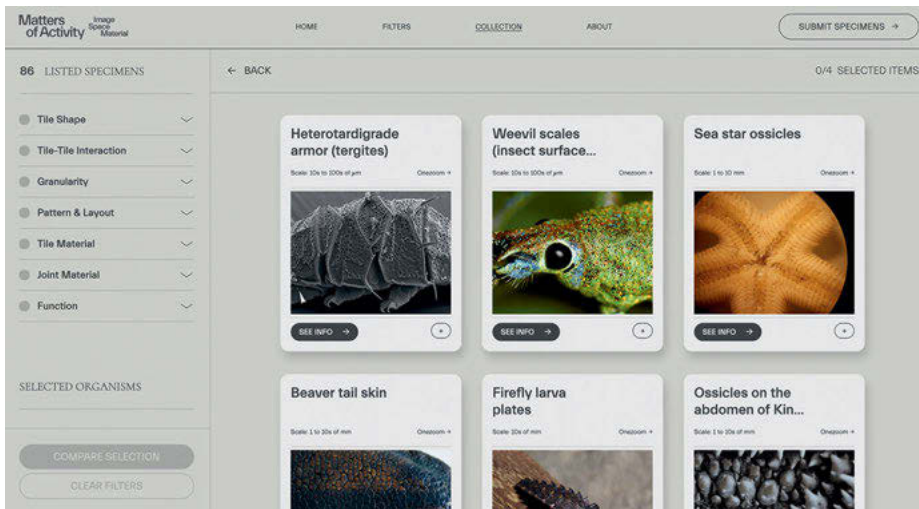 Matters of Activity
Image Space Material
HOME
FILTERS
COLLECTION
ABOUT
SUBMIT SPECIMENS →
86 LISTED SPECIMENS
← BACK
0/4 SELECTED ITEMS
Tile Shape
Tile-Tile Interaction
Granularity
Pattern & Layout
Tile Material
Joint Material
Function
SELECTED ORGANISMS
COMPARE SELECTION
CLEAR FILTERS
Heterotardigrade
armor (tergites)
Scale: 10s to 100s of µm
Onezoom →
SEE INFO →
+
Weevil scales
(insect surface...
Scale: 10s to 100s of µm
Onezoom →
SEE INFO →
+
Sea star ossicles
Scale: 1 to 10 mm
Onezoom →
SEE INFO →
+
Beaver tail skin
Scale: 1 to 10s of mm
Onezoom →
Firefly larva
plates
Scale: 10s of mm
Onezoom →
Ossicles on the
abdomen of Kin...
Scale: 1 to 10s of mm
Onezoom →